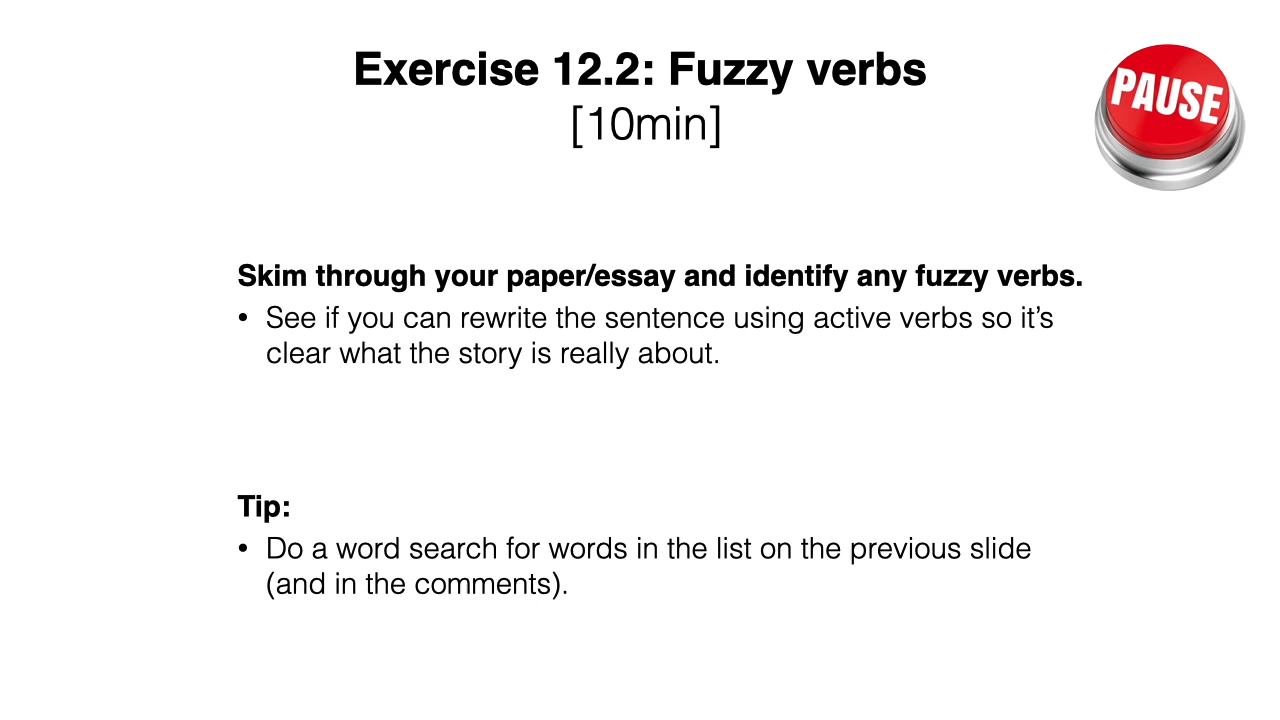 Exercise 12.2: Fuzzy verbs
[10min]
PAUSE
Skim through your paper/essay and identify any fuzzy verbs.
• See if you can rewrite the sentence using active verbs so it’s
clear what the story is really about.
Tip:
• Do a word search for words in the list on the previous slide
(and in the comments).